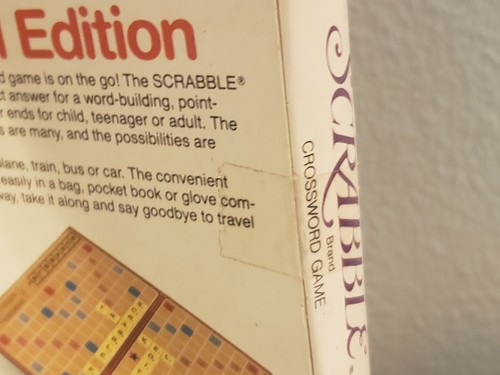 Edition
d game is on the go! The SCRABBLE®
answer for a word-building, point-
ends for child, teenager or adult. The
are many, and the possibilities are
plane, train, bus or car. The convenient
easily in a bag, pocket book or glove com-
way, take it along and say goodbye to travel
SCRABBLE
Brand
CROSSWORD GAME